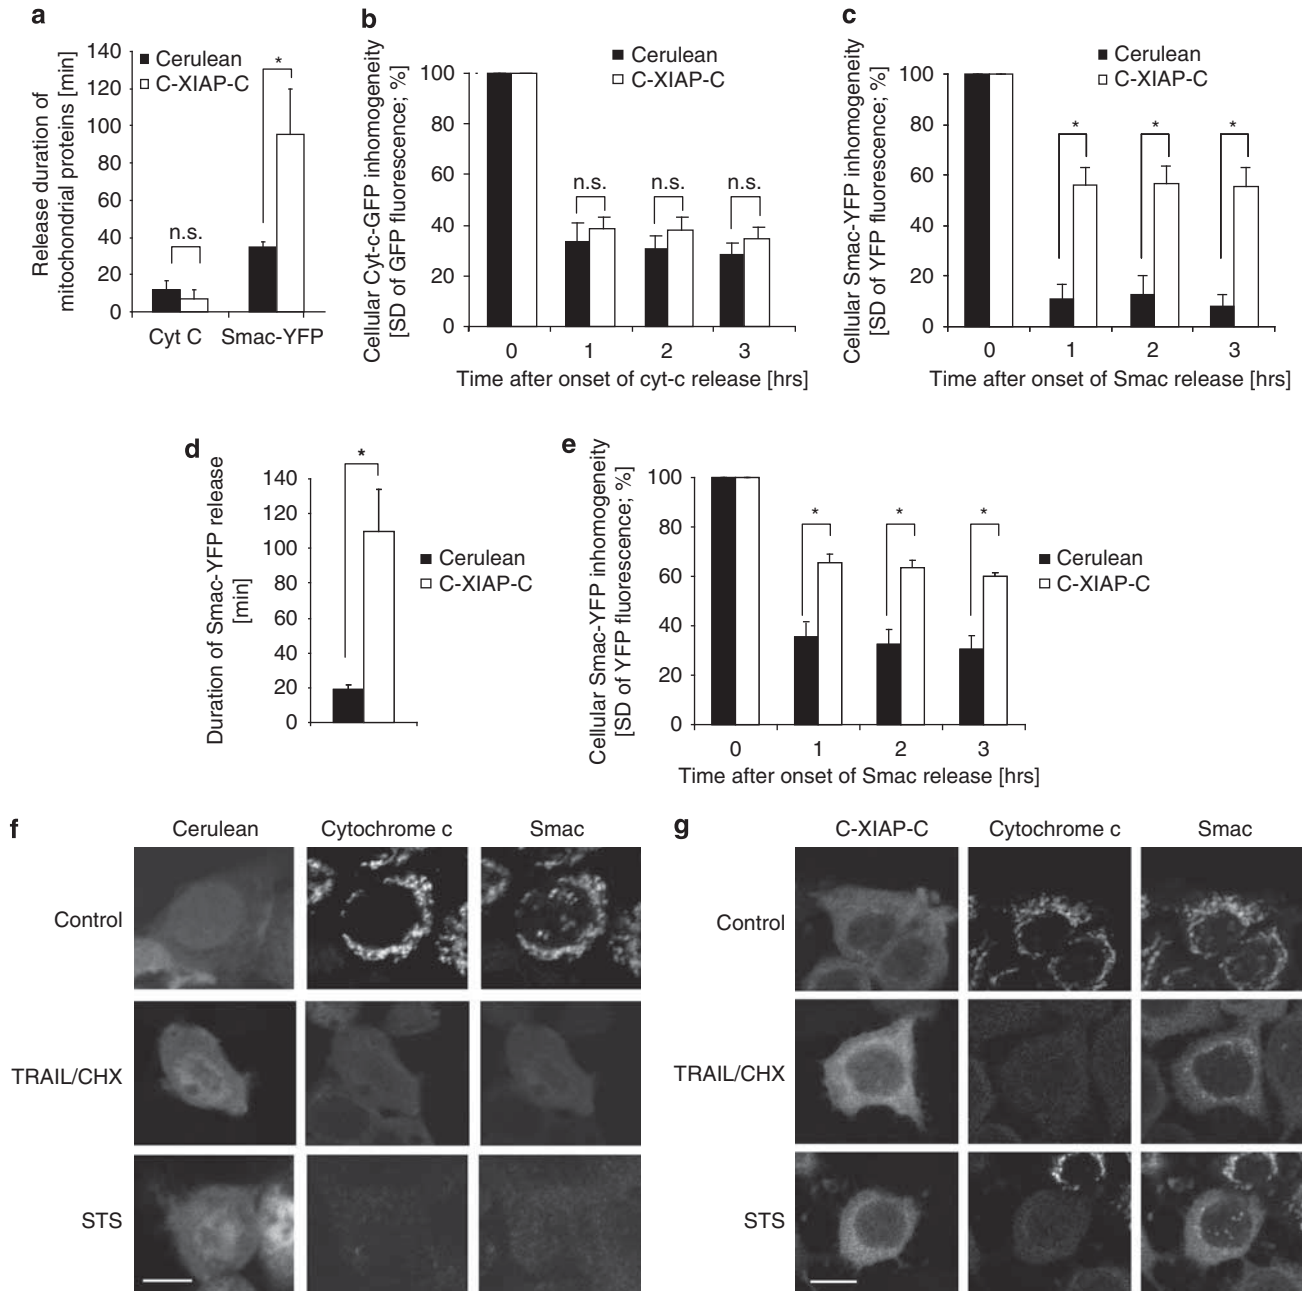 a
Release duration of
mitochondrial proteins [min]
140
120
100
80
60
40
20
0
Cerulean
C-XIAP-C
*
n.s.
Cyt C
Smac-YFP
b
Cellular Cyt-c-GFP inhomogeneity
[SD of GFP fluorescence; %]
100
80
60
40
20
0
Cerulean
C-XIAP-C
n.s.
n.s.
n.s.
0 1 2 3
Time after onset of cyt-c release [hrs]
c
Cellular Smac-YFP inhomogeneity
[SD of YFP fluorescence; %]
100
80
60
40
20
0
Cerulean
C-XIAP-C
* * *
0 1 2 3
Time after onset of Smac release [hrs]
d
Duration of Smac-YFP release
[min]
140
120
100
80
60
40
20
0
*
Cerulean
C-XIAP-C
e
Cellular Smac-YFP inhomogeneity
[SD of YFP fluorescence; %]
100
80
60
40
20
0
* * *
Cerulean
C-XIAP-C
0 1 2 3
Time after onset of Smac release [hrs]
f
Cerulean Cytochrome c Smac
Control
TRAIL/CHX
STS
g
C-XIAP-C Cytochrome c Smac
Control
TRAIL/CHX
STS